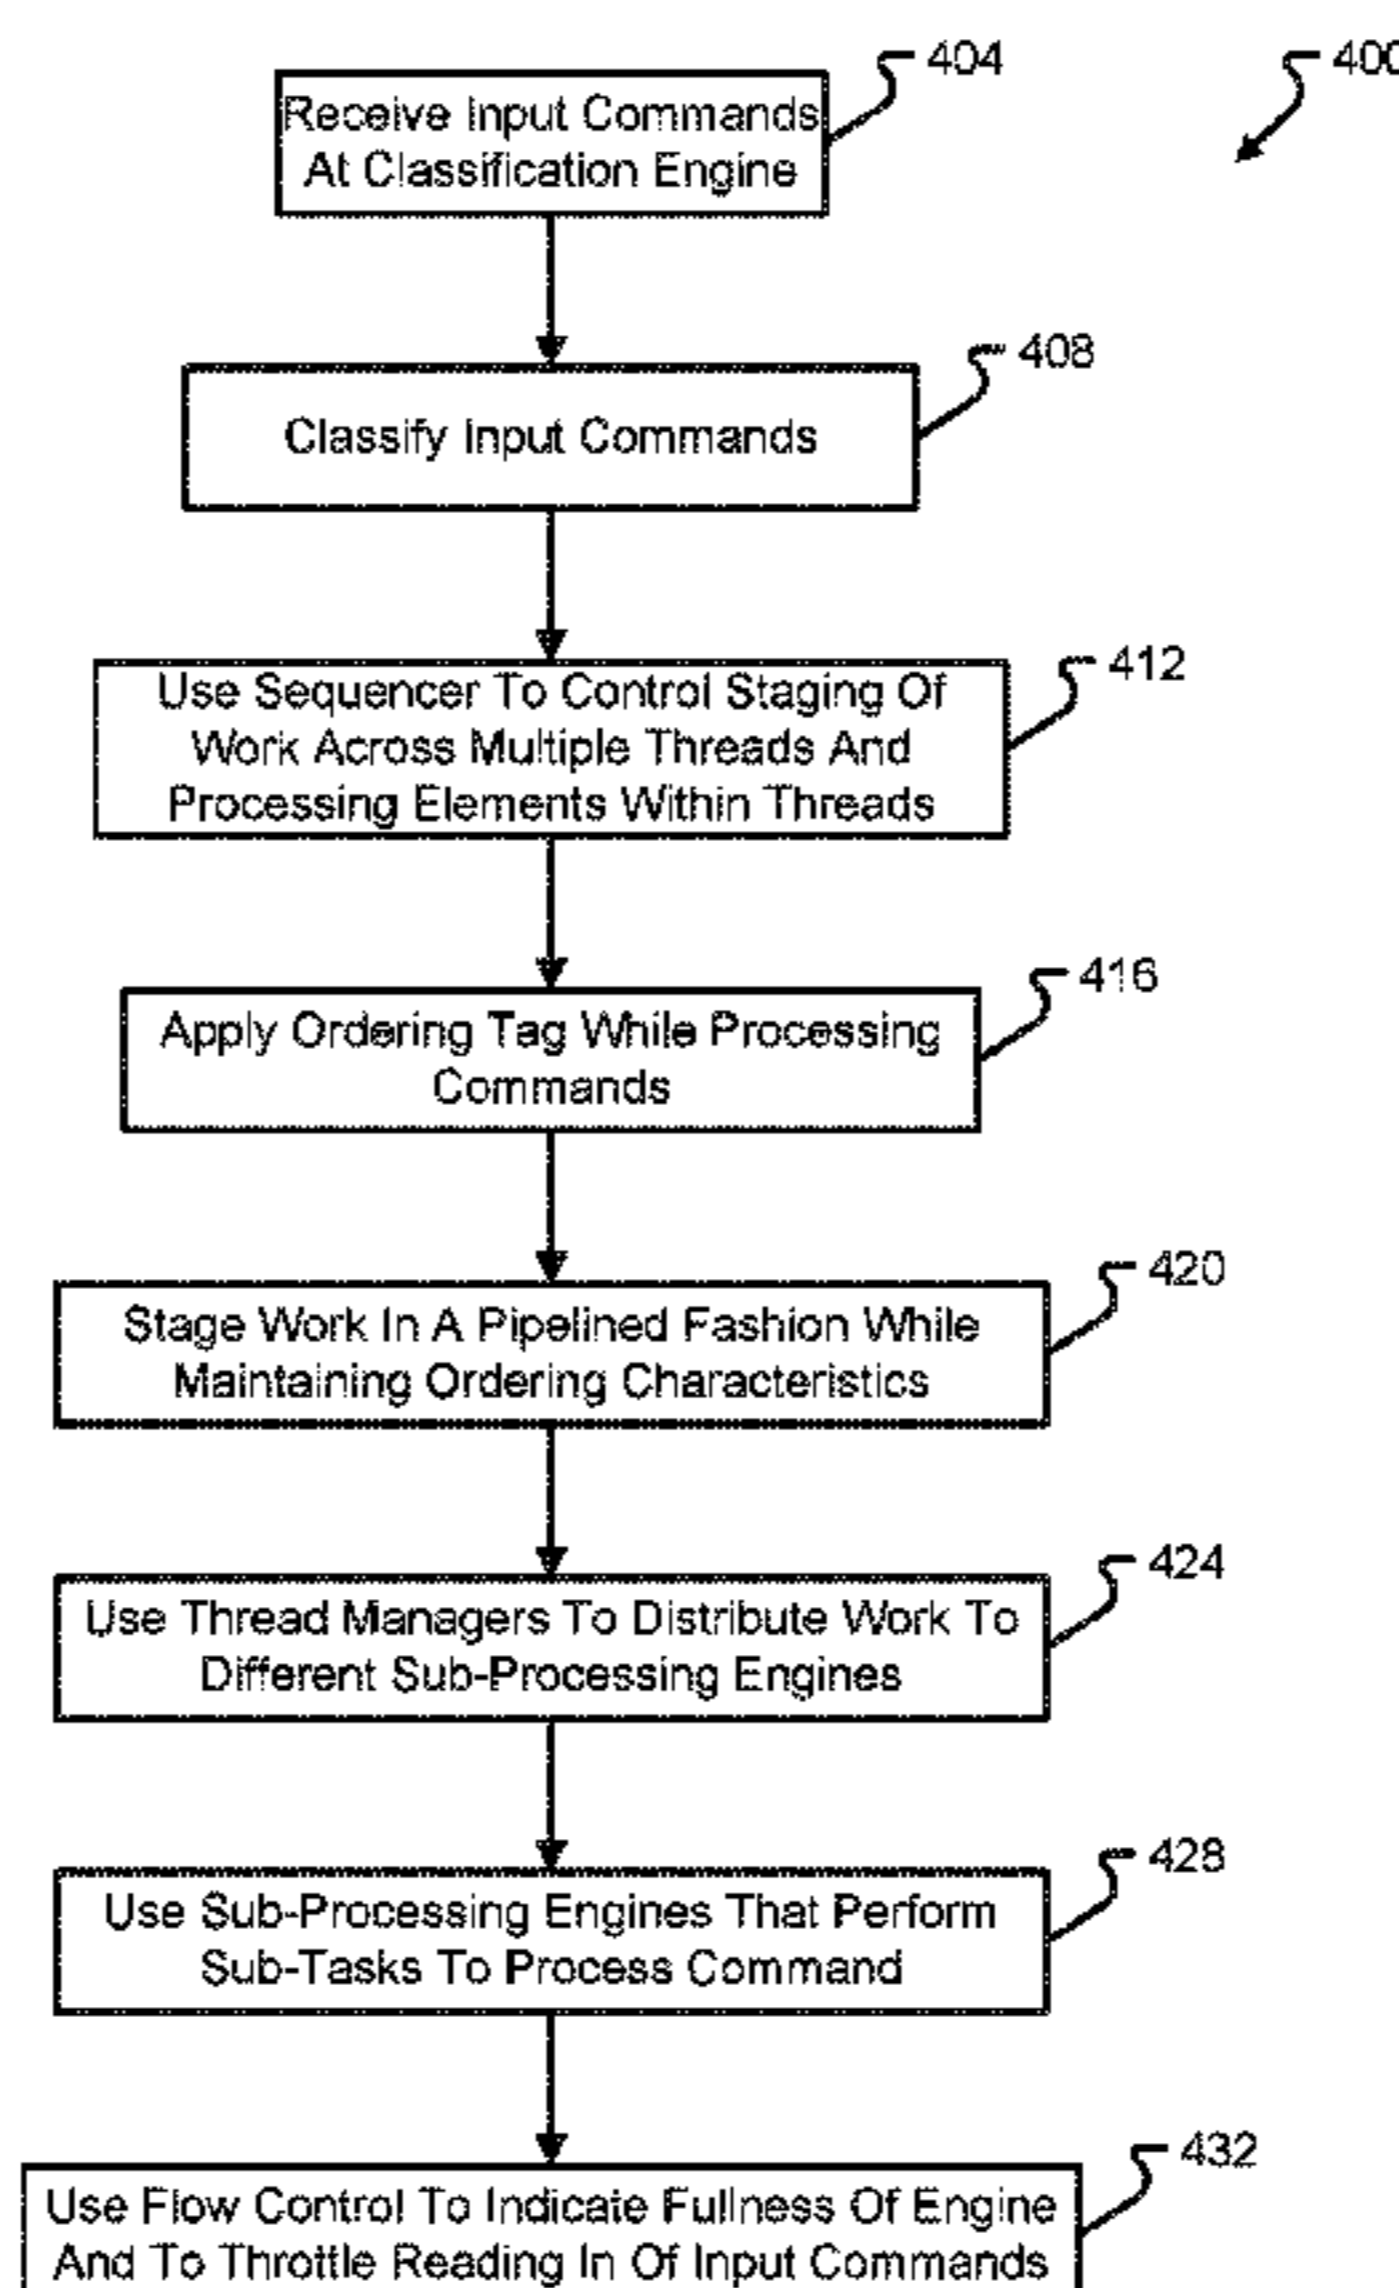 404
400
Receive Input Commands
At Classification Engine
408
Classify Input Commands
412
Use Sequencer To Control Staging Of
Work Across Multiple Threads And
Processing Elements Within Threads
416
Apply Ordering Tag While Processing
Commands
420
Stage Work In A Pipelined Fashion While
Maintaining Ordering Characteristics
424
Use Thread Managers To Distribute Work To
Different Sub-Processing Engines
428
Use Sub-Processing Engines That Perform
Sub-Tasks To Process Command
432
Use Flow Control To Indicate Fullness Of Engine
And To Throttle Reading In Of Input Commands